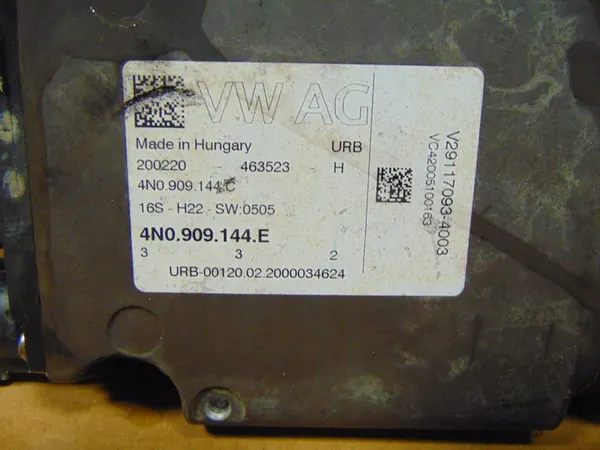 VW AG
Made in Hungary URB
200220 - 463523 H
4N0.909.144.C
16S - H22 - SW:0505
4N0.909.144.E
3 3 2
URB-00120.02.2000034624
V29117093-4003
VC42005100163